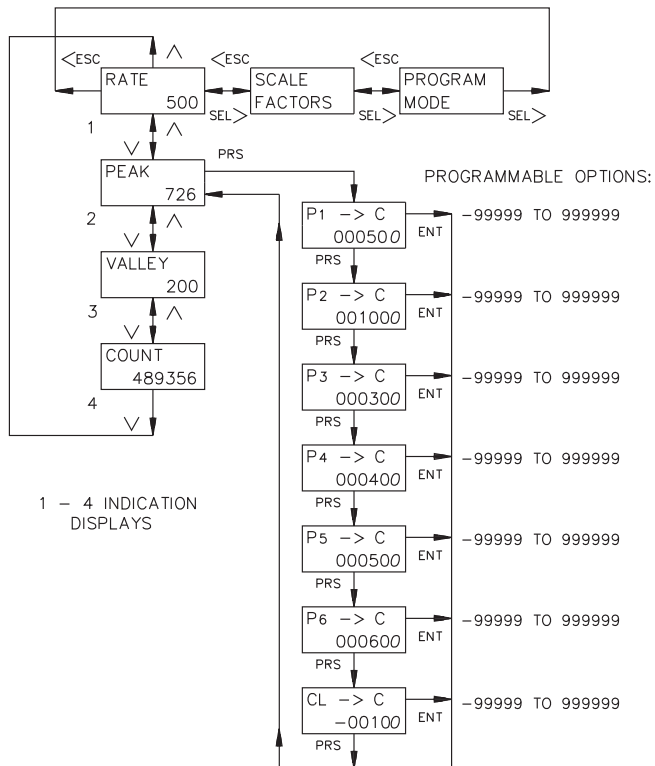 <ESC
RATE
500
1
<ESC
SCALE
FACTORS
SEL>
<ESC
PROGRAM
MODE
SEL>
SEL>
PEAK
726
2
PRS
VALLEY
200
3
COUNT
489356
4
1 – 4 INDICATION
DISPLAYS
PROGRAMMABLE OPTIONS:
P1 -> C
000500
ENT
-99999 TO 999999
PRS
P2 -> C
001000
ENT
-99999 TO 999999
PRS
P3 -> C
000300
ENT
-99999 TO 999999
PRS
P4 -> C
000400
ENT
-99999 TO 999999
PRS
P5 -> C
000500
ENT
-99999 TO 999999
PRS
P6 -> C
000600
ENT
-99999 TO 999999
PRS
CL -> C
-00100
ENT
-99999 TO 999999
PRS